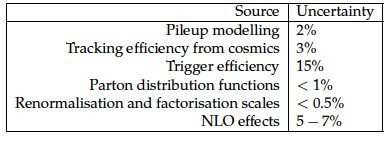 Source Uncertainty
Pileup modelling 2%
Tracking efficiency from cosmics 3%
Trigger efficiency 15%
Parton distribution functions < 1%
Renormalisation and factorisation scales < 0.5%
NLO effects 5 – 7%